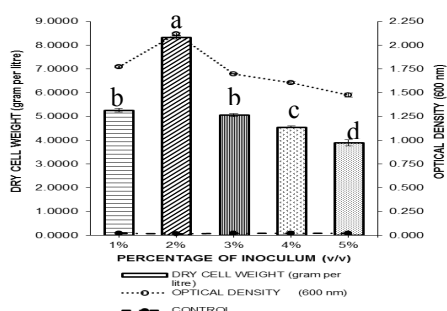 9.0000
8.0000
7.0000
6.0000
5.0000
4.0000
3.0000
2.0000
1.0000
0.0000
DRY CELL WEIGHT (gram per litre)
a
b
b
c
d
2.250
2.000
1.750
1.500
1.250
1.000
0.750
0.500
0.250
0.000
OPTICAL DENSITY (600 nm)
1% 2% 3% 4% 5%
PERCENTAGE OF INOCULUM (v/v)
DRY CELL WEIGHT (gram per
litre)
OPTICAL DENSITY (600 nm)
CONTROL